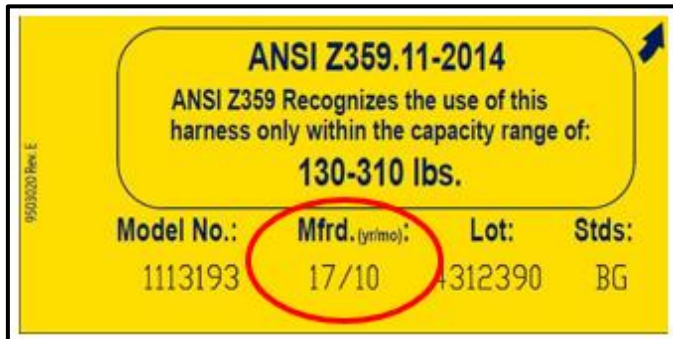 ANSI Z359.11-2014
ANSI Z359 Recognizes the use of this
harness only within the capacity range of:
130-310 lbs.
9503020 Rev. E
Model No.: Mfrd. (yr/mo): Lot: Stds:
1113193 17/10 4312390 BG